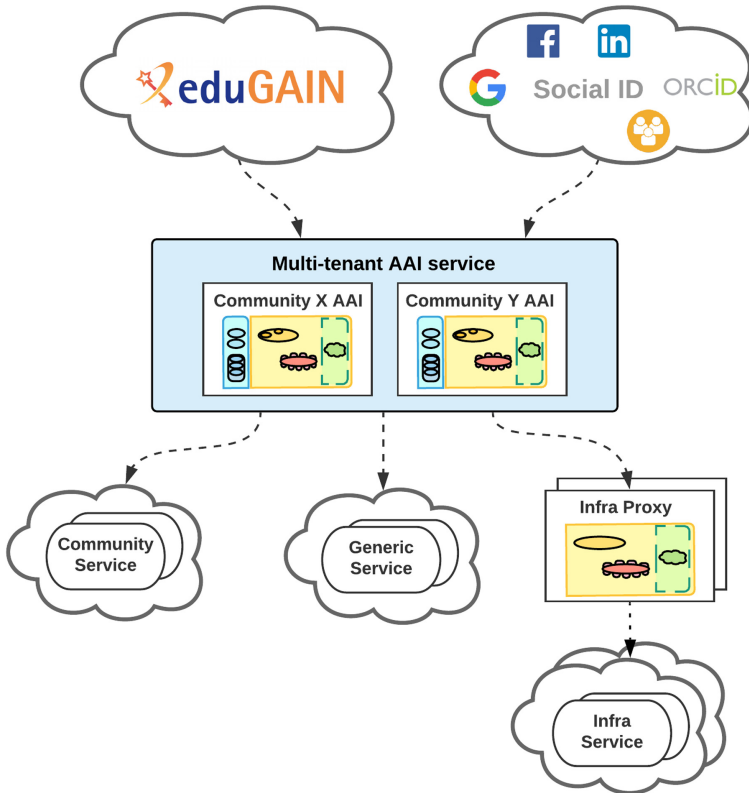 eduGAIN
f
in
G
Social ID
ORCiD
Multi-tenant AAI service
Community X AAI
Community Y AAI
Community
Service
Generic
Service
Infra Proxy
Infra
Service